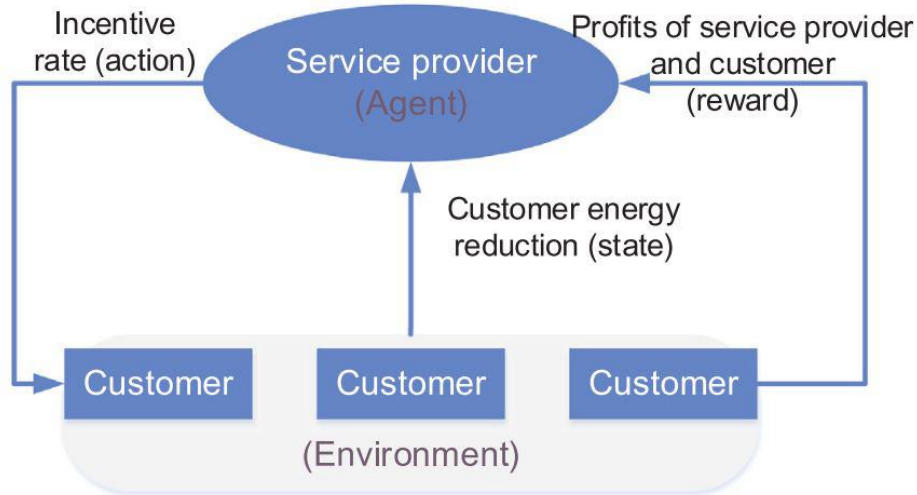 Incentive
rate (action)
Service provider
(Agent)
Profits of service provider
and customer
(reward)
Customer energy
reduction (state)
Customer
Customer
Customer
(Environment)